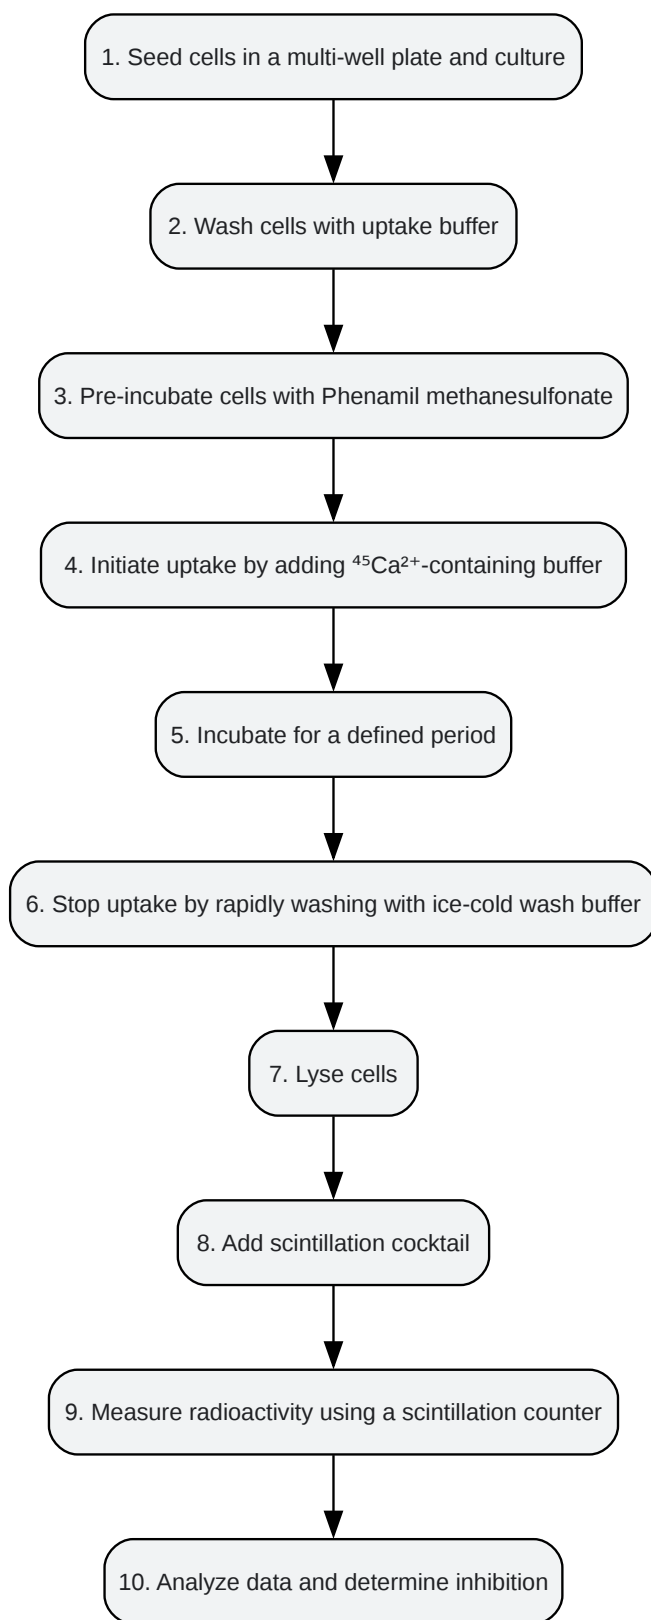 1. Seed cells in a multi-well plate and culture
2. Wash cells with uptake buffer
3. Pre-incubate cells with Phenamil methanesulfonate
4. Initiate uptake by adding ⁴⁵Ca²⁺-containing buffer
5. Incubate for a defined period
6. Stop uptake by rapidly washing with ice-cold wash buffer
7. Lyse cells
8. Add scintillation cocktail
9. Measure radioactivity using a scintillation counter
10. Analyze data and determine inhibition